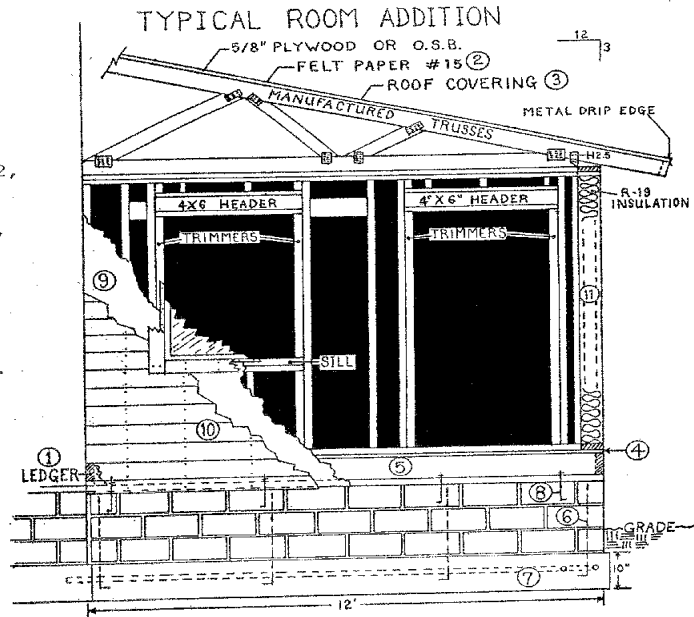 TYPICAL ROOM ADDITION
12
3
5/8" PLYWOOD OR O.S.B.
FELT PAPER #15 ②
ROOF COVERING ③
MANUFACTURED TRUSSES
METAL DRIP EDGE
H2.5
2,
R-19
INSULATION
4X6 HEADER
4" X 6" HEADER
TRIMMERS
TRIMMERS
⑨
⑪
SILL
⑩
①
LEDGER
④
⑤
⑧
⑥
GRADE
⑦
10"
12'